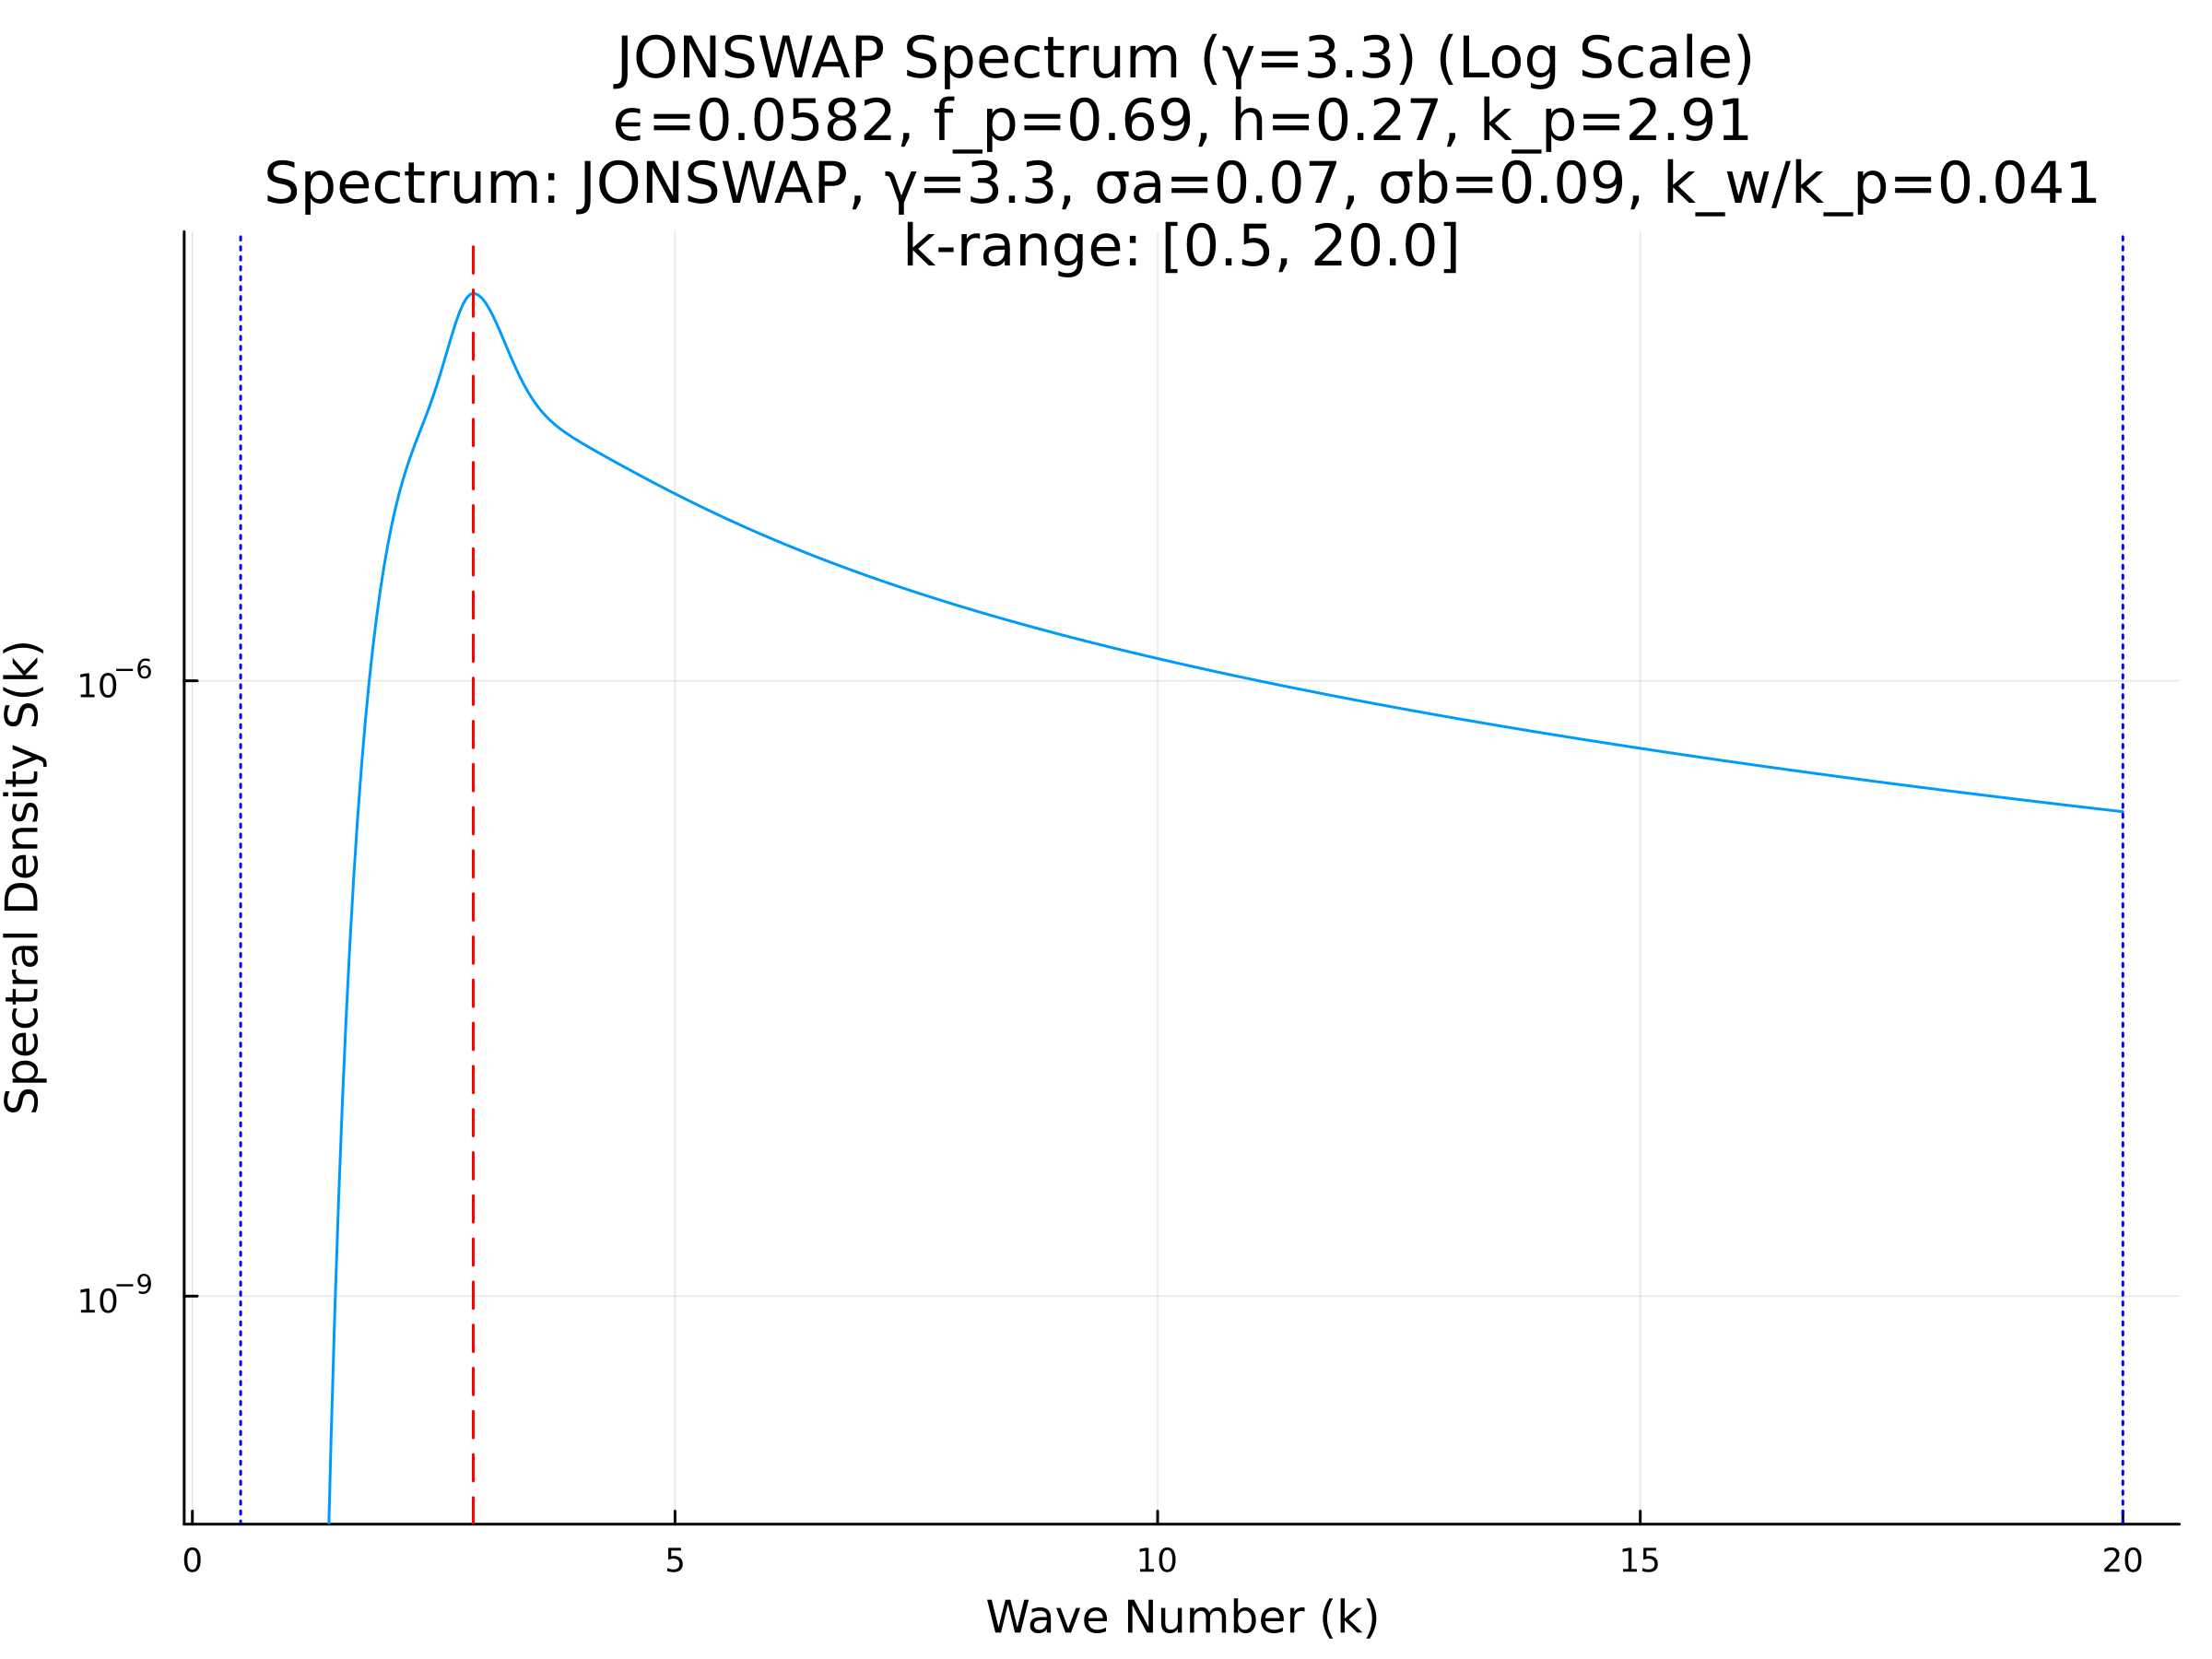 JONSWAP Spectrum (γ=3.3) (Log Scale)
ϵ=0.0582, f_p=0.69, h=0.27, k_p=2.91
Spectrum: JONSWAP, γ=3.3, σa=0.07, σb=0.09, k_w/k_p=0.041
k-range: [0.5, 20.0]
Spectral Density S(k)
10⁻⁶
10⁻⁹
0 5 10 15 20
Wave Number (k)